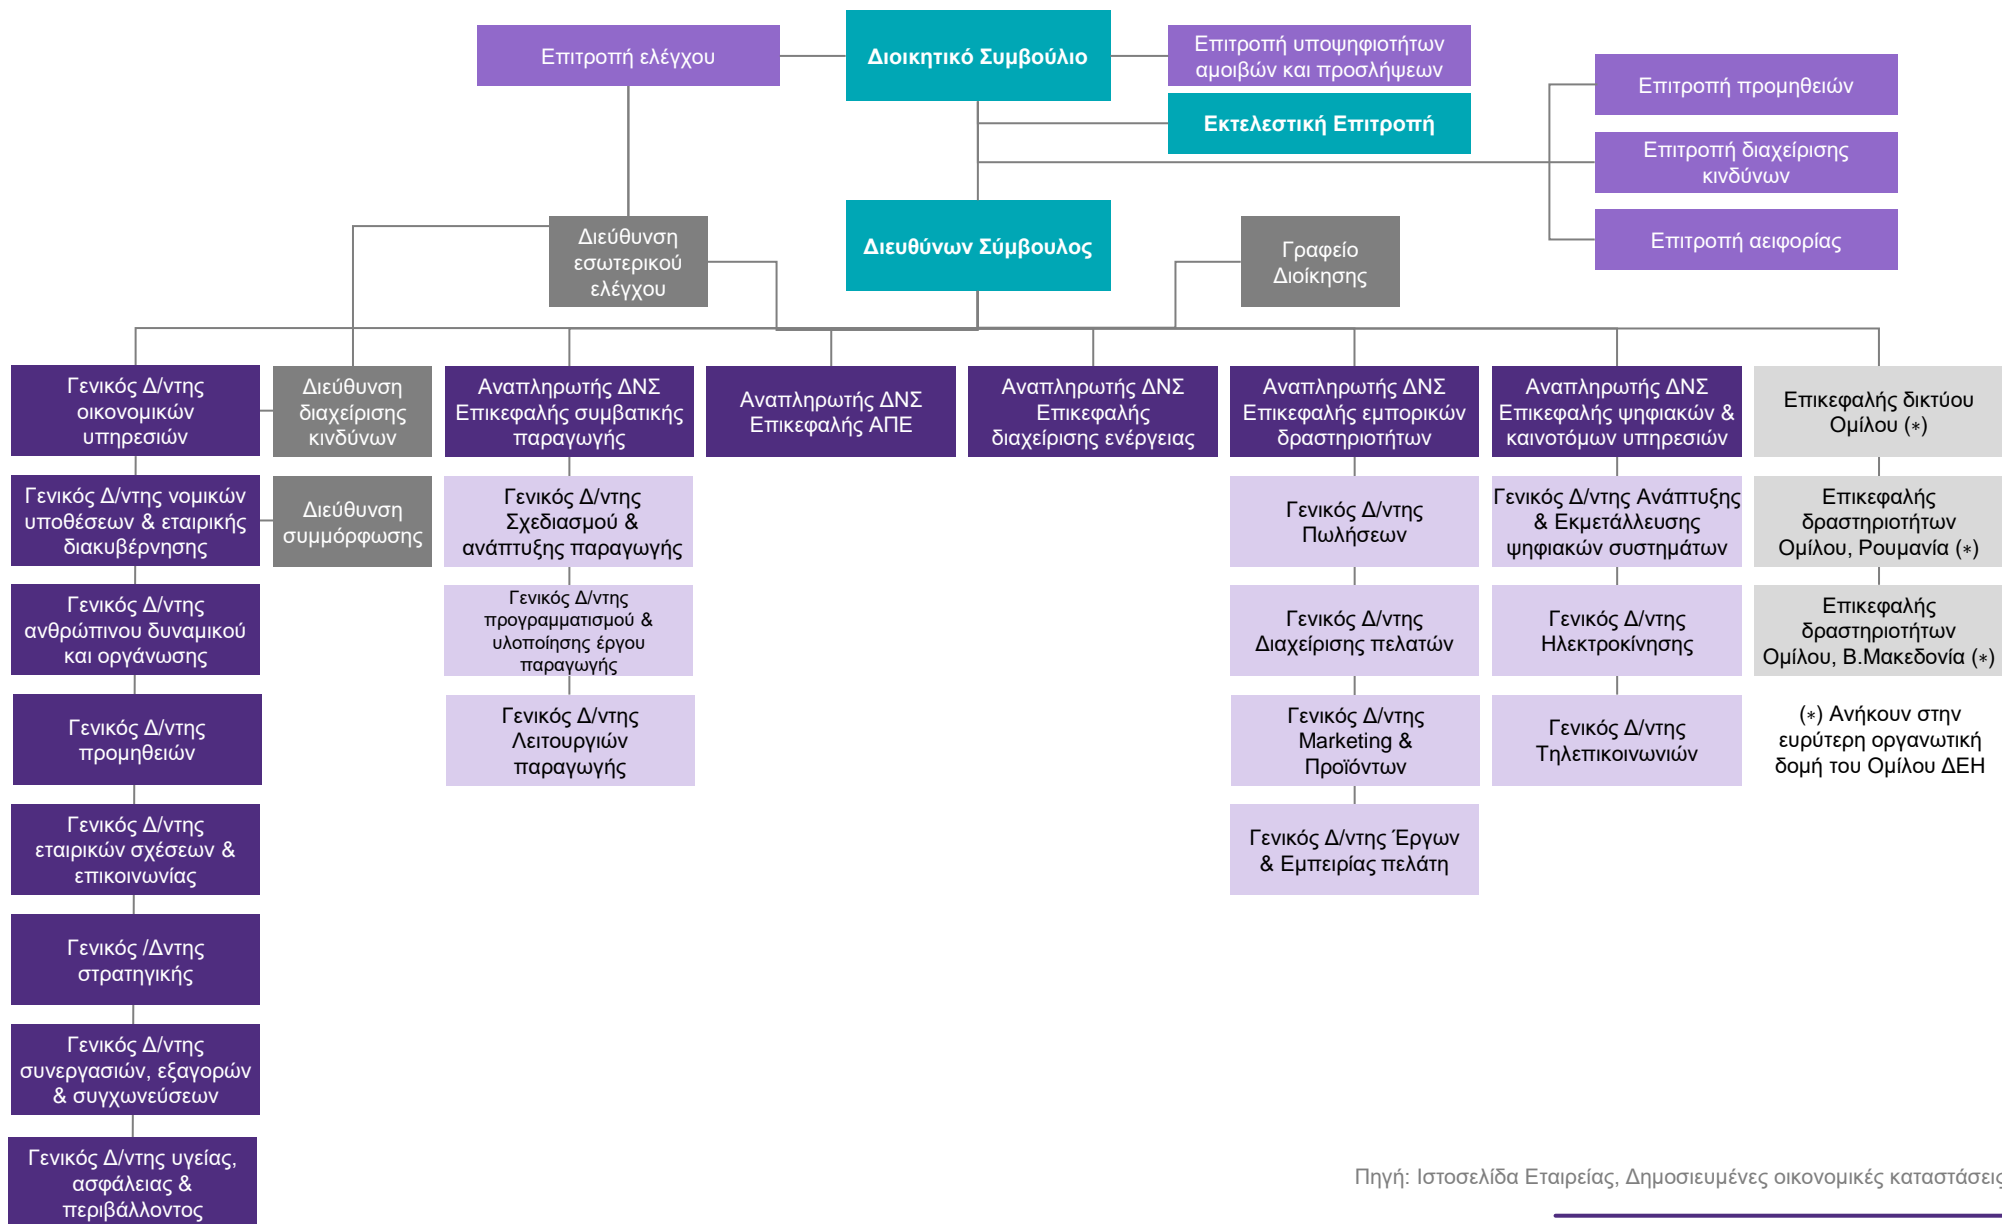 Επιτροπή ελέγχου
Διοικητικό Συμβούλιο
Επιτροπή υποψηφιοτήτων
αμοιβών και προσλήψεων
Επιτροπή προμηθειών
Εκτελεστική Επιτροπή
Επιτροπή διαχείρισης
κινδύνων
Διεύθυνση
εσωτερικού
ελέγχου
Διευθύνων Σύμβουλος
Γραφείο
Διοίκησης
Επιτροπή αειφορίας
Γενικός Δ/ντης
οικονομικών
υπηρεσιών
Διεύθυνση
διαχείρισης
κινδύνων
Αναπληρωτής ΔΝΣ
Επικεφαλής συμβατικής
παραγωγής
Αναπληρωτής ΔΝΣ
Επικεφαλής ΑΠΕ
Αναπληρωτής ΔΝΣ
Επικεφαλής
διαχείρισης ενέργειας
Αναπληρωτής ΔΝΣ
Επικεφαλής εμπορικών
δραστηριοτήτων
Αναπληρωτής ΔΝΣ
Επικεφαλής ψηφιακών &
καινοτόμων υπηρεσιών
Επικεφαλής δικτύου
Ομίλου (*)
Γενικός Δ/ντης νομικών
υποθέσεων & εταιρικής
διακυβέρνησης
Διεύθυνση
συμμόρφωσης
Γενικός Δ/ντης
Σχεδιασμού &
ανάπτυξης παραγωγής
Γενικός Δ/ντης
Πωλήσεων
Γενικός Δ/ντης Ανάπτυξης
& Εκμετάλλευσης
ψηφιακών συστημάτων
Επικεφαλής
δραστηριοτήτων
Ομίλου, Ρουμανία (*)
Γενικός Δ/ντης
ανθρώπινου δυναμικού
και οργάνωσης
Γενικός Δ/ντης
προγραμματισμού &
υλοποίησης έργου
παραγωγής
Γενικός Δ/ντης
Διαχείρισης πελατών
Γενικός Δ/ντης
Ηλεκτροκίνησης
Επικεφαλής
δραστηριοτήτων
Ομίλου, Β.Μακεδονία (*)
Γενικός Δ/ντης
προμηθειών
Γενικός Δ/ντης
Λειτουργιών
παραγωγής
Γενικός Δ/ντης
Marketing &
Προϊόντων
Γενικός Δ/ντης
Τηλεπικοινωνιών
(*) Ανήκουν στην
ευρύτερη οργανωτική
δομή του Ομίλου ΔΕΗ
Γενικός Δ/ντης
εταιρικών σχέσεων &
επικοινωνίας
Γενικός Δ/ντης Έργων
& Εμπειρίας πελάτη
Γενικός /Δντης
στρατηγικής
Γενικός Δ/ντης
συνεργασιών, εξαγορών
& συγχωνεύσεων
Γενικός Δ/ντης υγείας,
ασφάλειας &
περιβάλλοντος
Πηγή: Ιστοσελίδα Εταιρείας, Δημοσιευμένες οικονομικές καταστάσεις